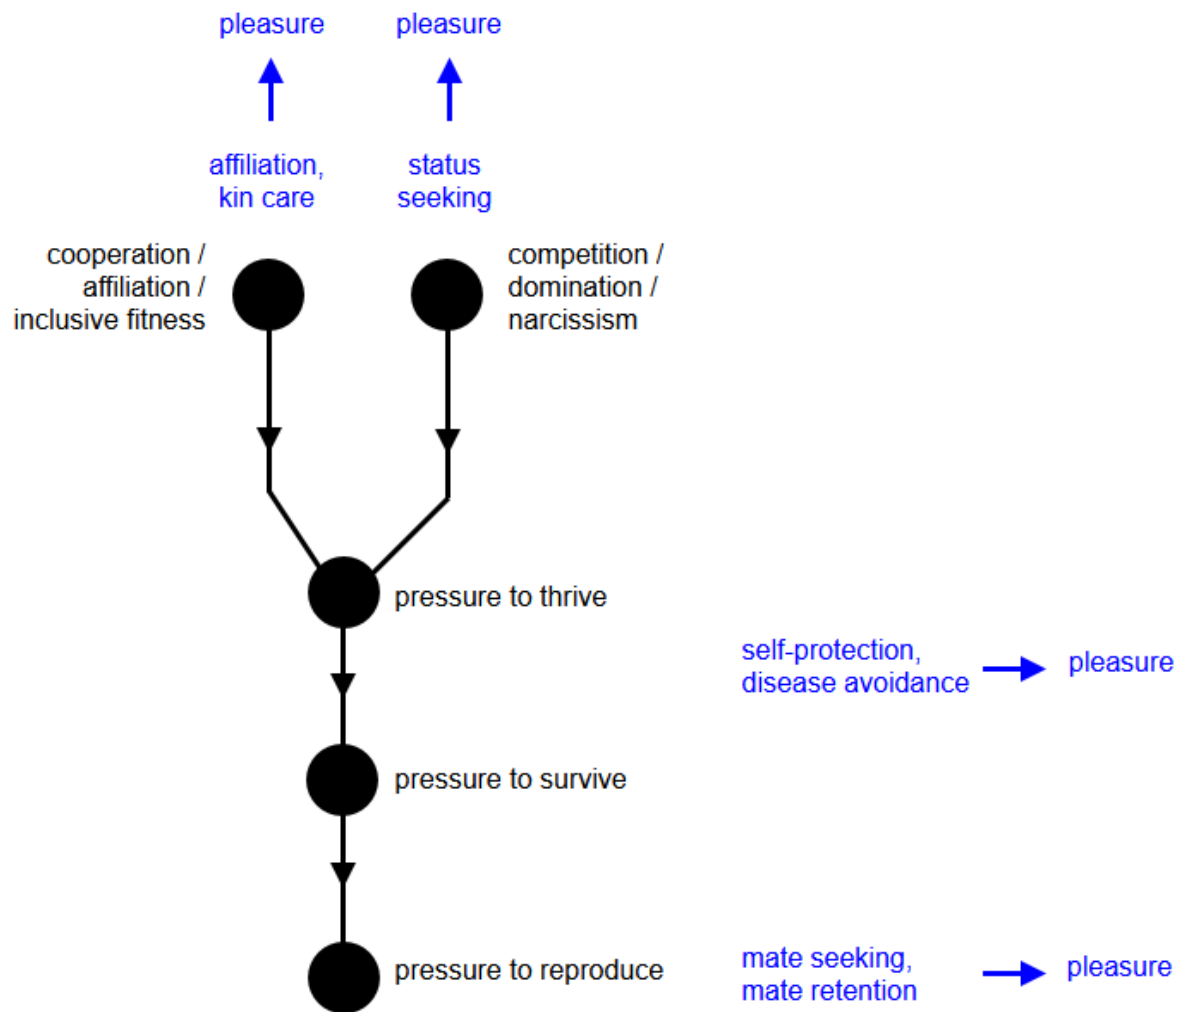 pleasure
pleasure
affiliation,
kin care
status
seeking
cooperation /
affiliation /
inclusive fitness
competition /
domination /
narcissism
pressure to thrive
self-protection,
disease avoidance
pleasure
pressure to survive
pressure to reproduce
mate seeking,
mate retention
pleasure